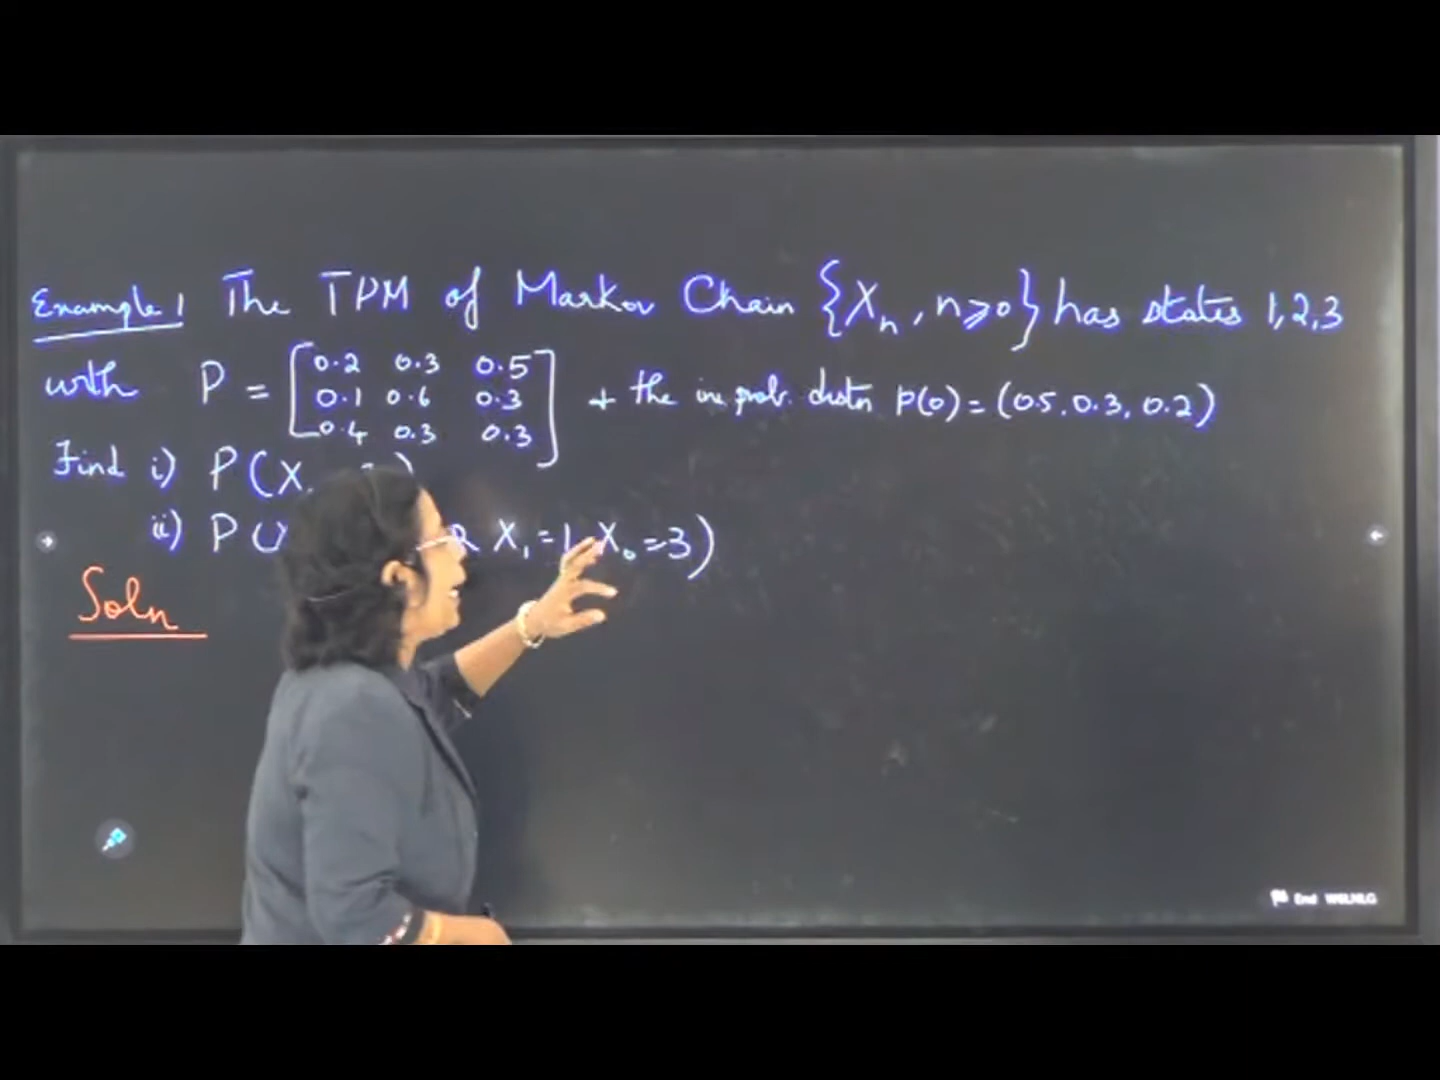 Example 1 The TPM of Markov Chain {Xₙ, n⩾0} has states 1,2,3
with P = [0.2 0.3 0.5
0.1 0.6 0.3
0.4 0.3 0.3] + the in prob. distn P(0) = (0.5, 0.3, 0.2)
Find i) P(X )
ii) P( X₁=1, X₀=3)
Soln
End